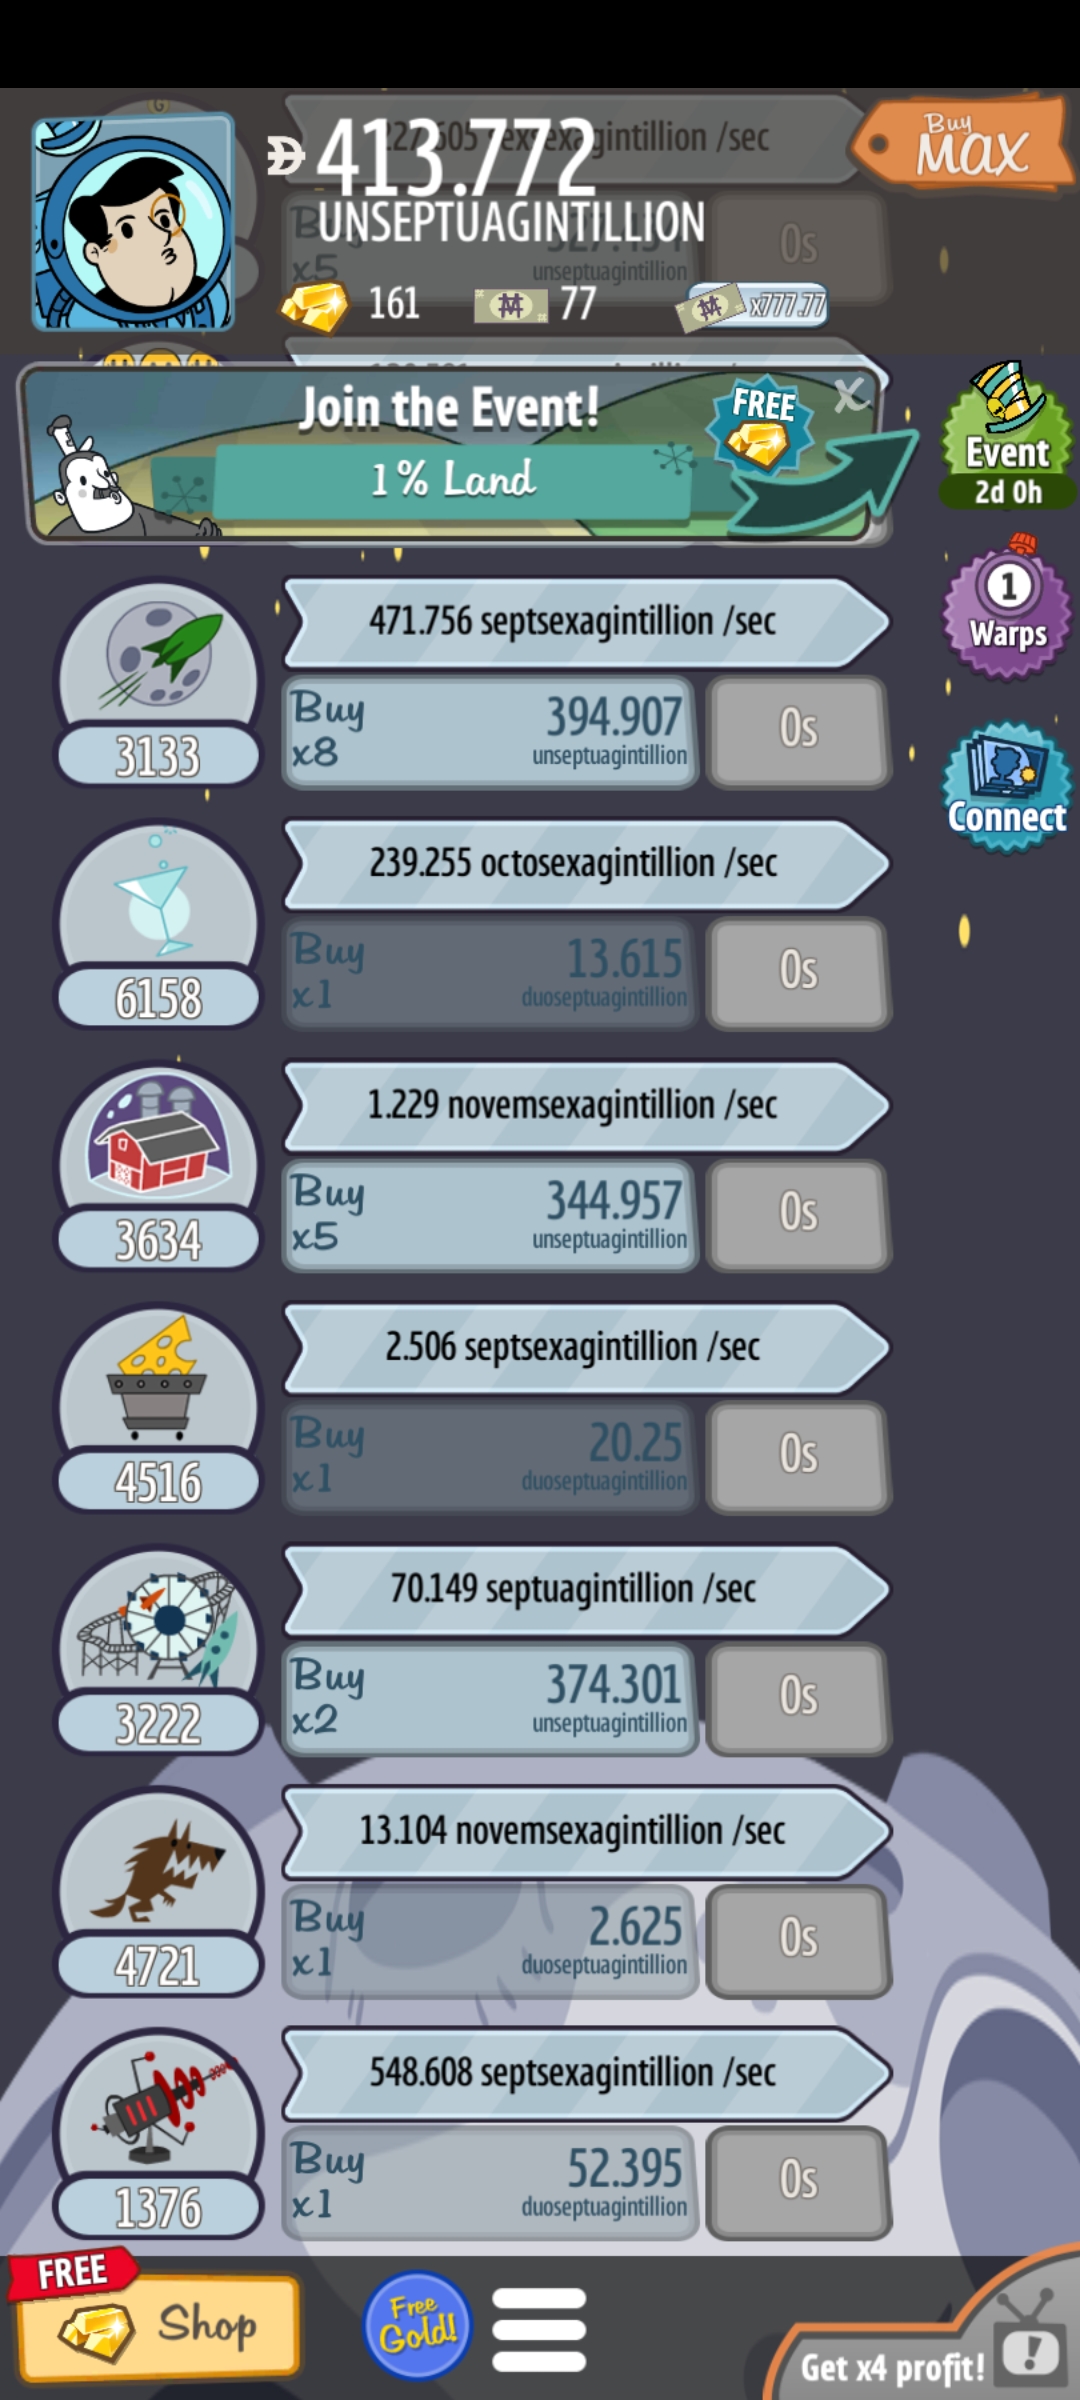 413.772
UNSEPTUAGINTILLION
Buy
MAX
/sec
Buy
x5
unseptuagintillion
0s
161
77
x777.77
Join the Event!
1% Land
FREE
X
Event
2d 0h
1
Warps
Connect
471.756 septsexagintillion /sec
Buy
x8
394.907
unseptuagintillion
0s
3133
239.255 octosexagintillion /sec
Buy
x1
13.615
duoseptuagintillion
0s
6158
1.229 novemsexagintillion /sec
Buy
x5
344.957
unseptuagintillion
0s
3634
2.506 septsexagintillion /sec
Buy
x1
20.25
duoseptuagintillion
0s
4516
70.149 septuagintillion /sec
Buy
x2
374.301
unseptuagintillion
0s
3222
13.104 novemsexagintillion /sec
Buy
x1
2.625
duoseptuagintillion
0s
4721
548.608 septsexagintillion /sec
Buy
x1
52.395
duoseptuagintillion
0s
1376
FREE
Shop
Free
Gold!
Get x4 profit!
!